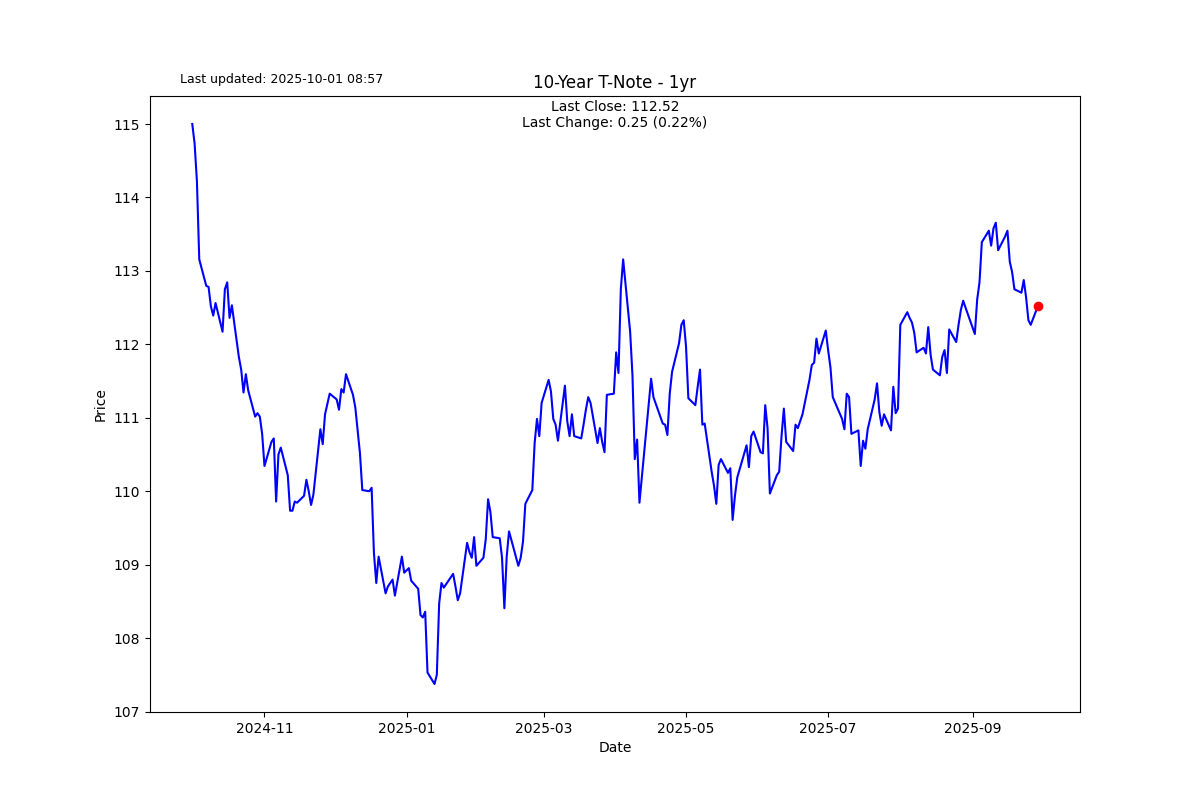 Last updated: 2025-10-01 08:57
10-Year T-Note - 1yr
Last Close: 112.52
Last Change: 0.25 (0.22%)
115
114
113
112
111
110
109
108
107
Price
2024-11
2025-01
2025-03
2025-05
2025-07
2025-09
Date